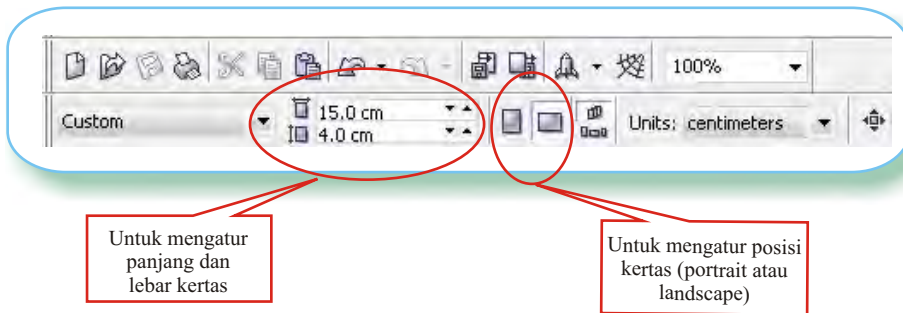 100%
Custom
15.0 cm
4.0 cm
Units: centimeters
Untuk mengatur
panjang dan
lebar kertas
Untuk mengatur posisi
kertas (portrait atau
landscape)